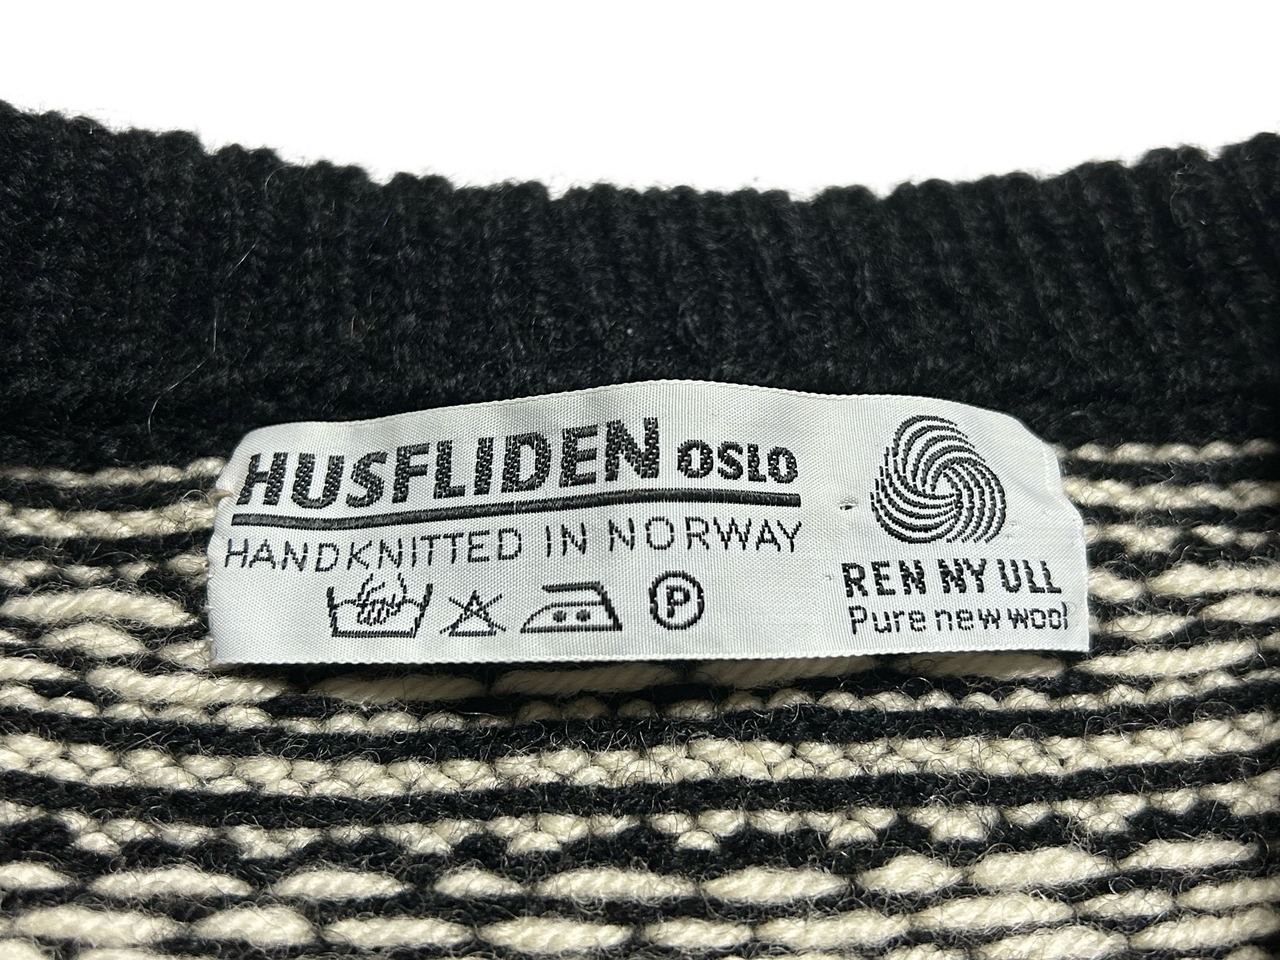 HUSFLIDEN OSLO
HANDKNITTED IN NORWAY
P
REN NY ULL
Pure new wool